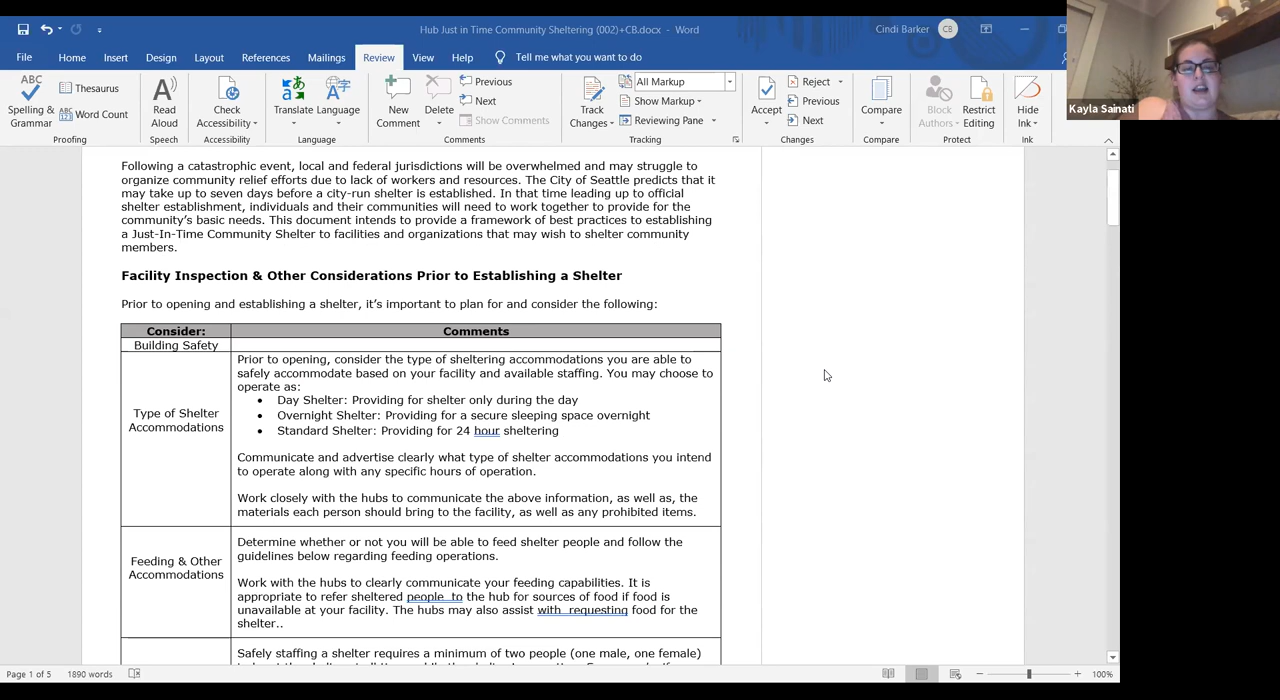 Hub Just in Time Community Sheltering (002)+CB.docx - Word
Cindi Barker
CB
File
Home
Insert
Design
Layout
References
Mailings
Review
View
Help
Tell me what you want to do
Kayla Sainati
ABC
Spelling &
Grammar
Thesaurus
ABC
123
Word Count
Proofing
Read
Aloud
Speech
Check
Accessibility
Accessibility
Translate
Language
Language
New
Comment
Delete
Previous
Next
Show Comments
Comments
Track
Changes
All Markup
Show Markup
Reviewing Pane
Tracking
Accept
Reject
Previous
Next
Changes
Compare
Compare
Block
Authors
Restrict
Editing
Protect
Hide
Ink
Ink
Following a catastrophic event, local and federal jurisdictions will be overwhelmed and may struggle to
organize community relief efforts due to lack of workers and resources. The City of Seattle predicts that it
may take up to seven days before a city-run shelter is established. In that time leading up to official
shelter establishment, individuals and their communities will need to work together to provide for the
community's basic needs. This document intends to provide a framework of best practices to establishing
a Just-In-Time Community Shelter to facilities and organizations that may wish to shelter community
members.
Facility Inspection & Other Considerations Prior to Establishing a Shelter
Prior to opening and establishing a shelter, it's important to plan for and consider the following:
Consider:
Comments
Building Safety
Type of Shelter
Accommodations
Prior to opening, consider the type of sheltering accommodations you are able to
safely accommodate based on your facility and available staffing. You may choose to
operate as:
• Day Shelter: Providing for shelter only during the day
• Overnight Shelter: Providing for a secure sleeping space overnight
• Standard Shelter: Providing for 24 hour sheltering
Communicate and advertise clearly what type of shelter accommodations you intend
to operate along with any specific hours of operation.
Work closely with the hubs to communicate the above information, as well as, the
materials each person should bring to the facility, as well as any prohibited items.
Feeding & Other
Accommodations
Determine whether or not you will be able to feed shelter people and follow the
guidelines below regarding feeding operations.
Work with the hubs to clearly communicate your feeding capabilities. It is
appropriate to refer sheltered people to the hub for sources of food if food is
unavailable at your facility. The hubs may also assist with requesting food for the
shelter..
Safely staffing a shelter requires a minimum of two people (one male, one female)
Page 1 of 5
1890 words
100%